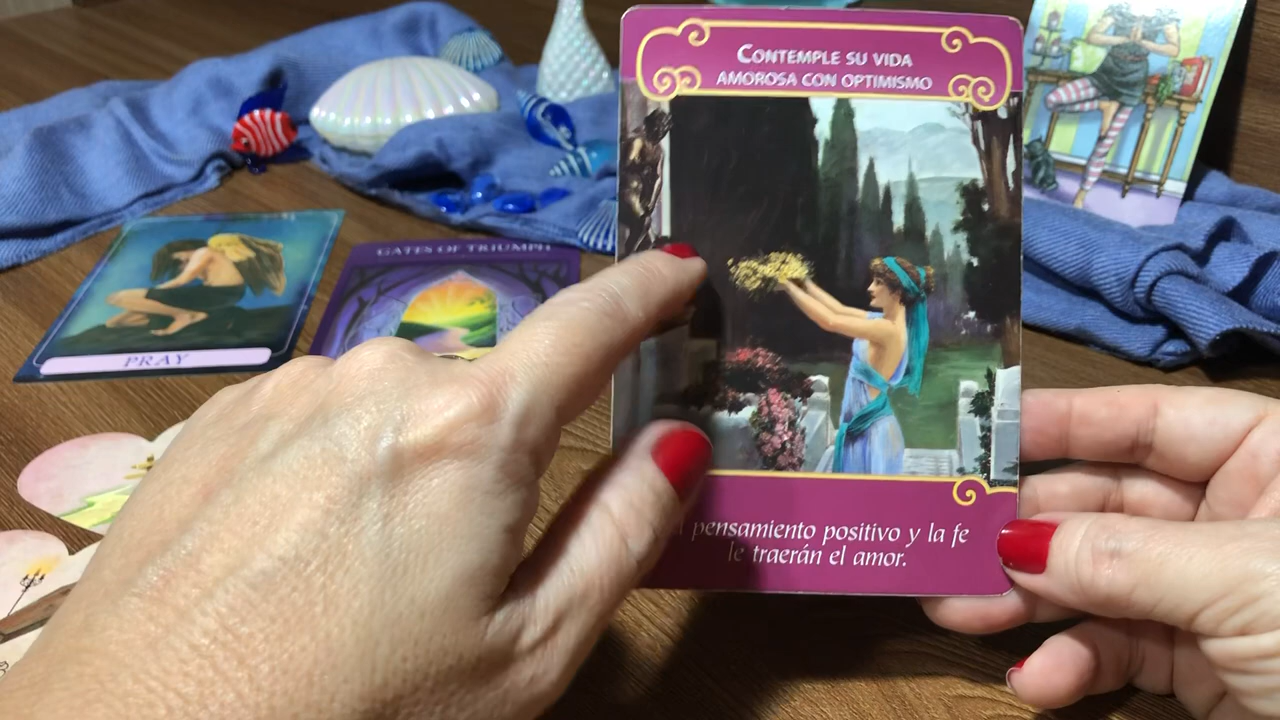 CONTEMPLE SU VIDA
AMOROSA CON OPTIMISMO
pensamiento positivo y la fe
le traerán el amor.
GATES OF TRIUMPH
PRAY